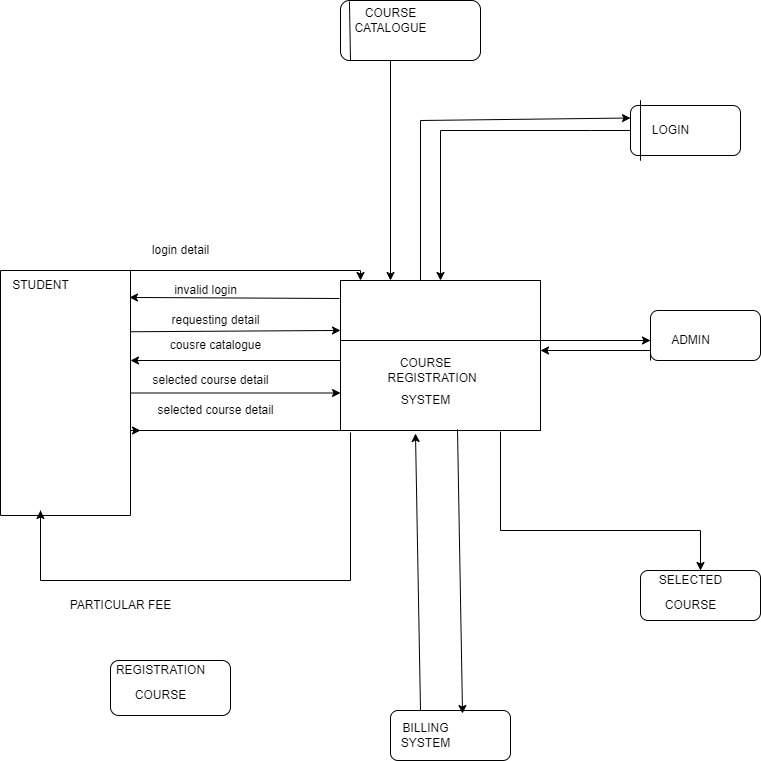 COURSE
CATALOGUE
LOGIN
login detail
STUDENT
invalid login
requesting detail
cousre catalogue
selected course detail
selected course detail
COURSE
REGISTRATION
SYSTEM
ADMIN
PARTICULAR FEE
SELECTED
COURSE
REGISTRATION
COURSE
BILLING
SYSTEM